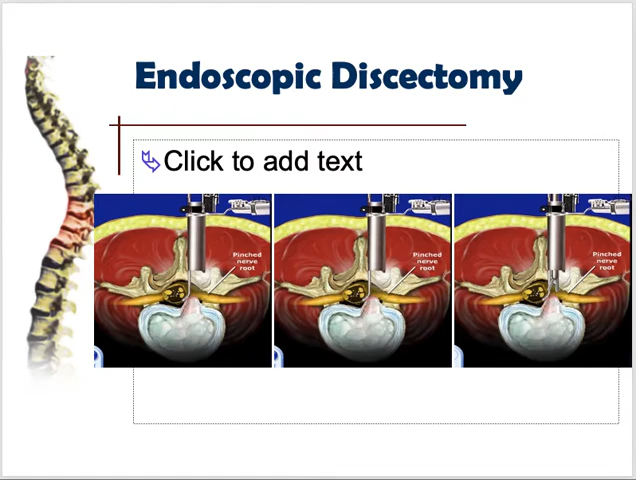 Endoscopic Discectomy
Click to add text
Pinched
nerve
root
Pinched
nerve
root
Pinched
nerve
root